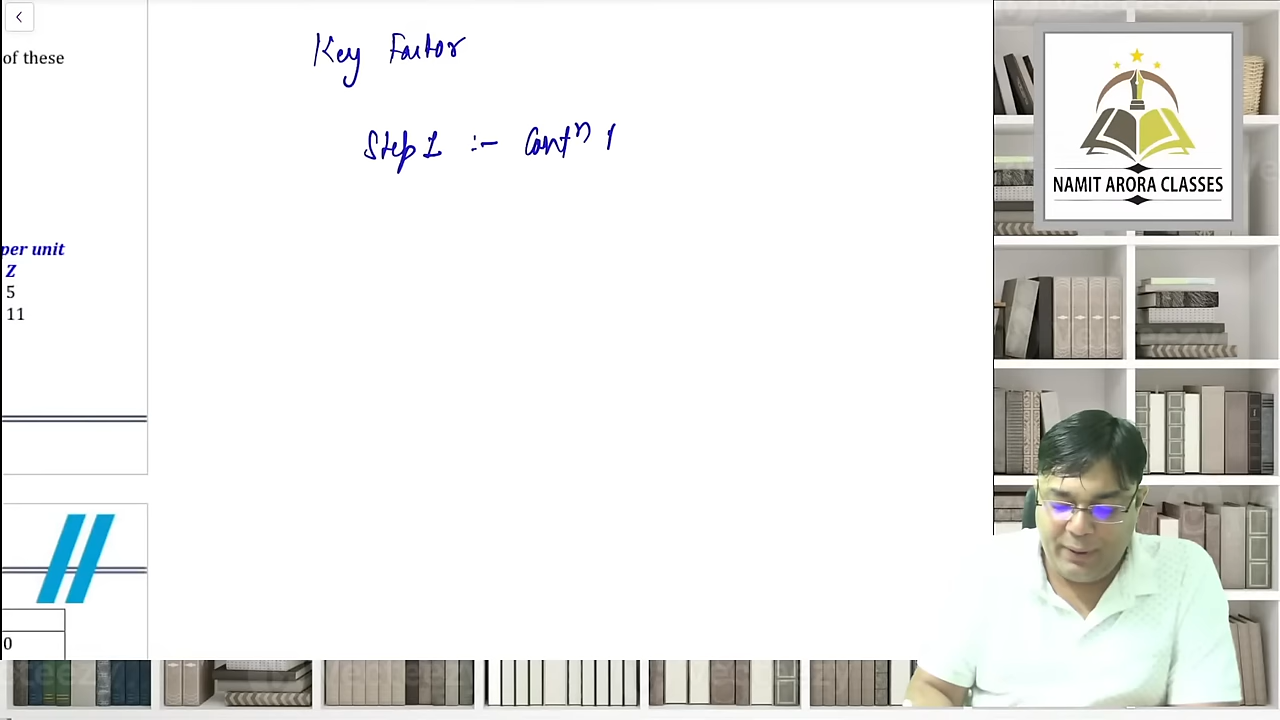 of these
Key Factor
Step 1 :- Contn
per unit
Z
5
11
0
NAMIT ARORA CLASSES